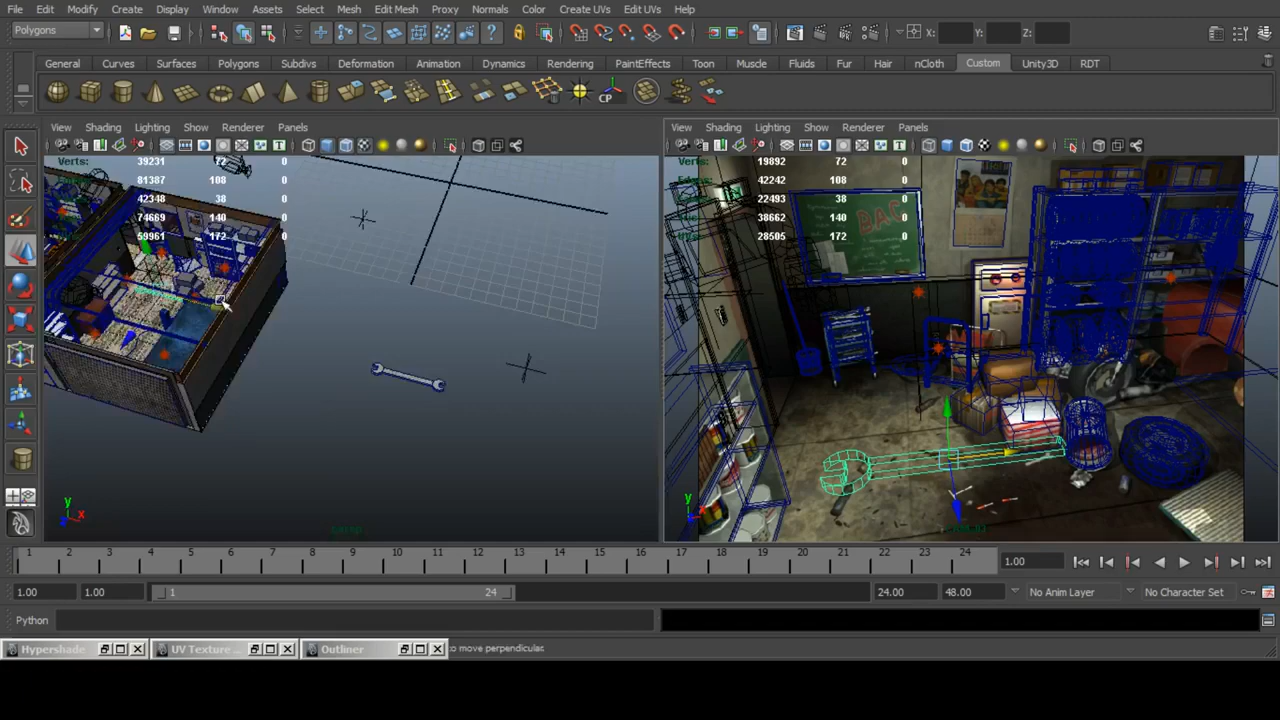 File Edit Modify Create Display Window Assets Select Mesh Edit Mesh Proxy Normals Color Create UVs Edit UVs Help
Polygons X: Y: Z:
General Curves Surfaces Polygons Subdivs Deformation Animation Dynamics Rendering PaintEffects Toon Muscle Fluids Fur Hair nCloth Custom Unity3D RDT
CP
View Shading Lighting Show Renderer Panels
View Shading Lighting Show Renderer Panels
Verts: 39231 72 0
81387 108 0
42348 38 0
74669 140 0
59961 172 0
y
x
z
Verts: 19892 72 0
42242 108 0
22493 38 0
38662 140 0
28505 172 0
BAC
y
1 2 3 4 5 6 7 8 9 10 11 12 13 14 15 16 17 18 19 20 21 22 23 24 1.00
1.00 1.00 1 24 24.00 48.00 No Anim Layer No Character Set
Python
Hypershade UV Texture ... Outliner to move perpendicular